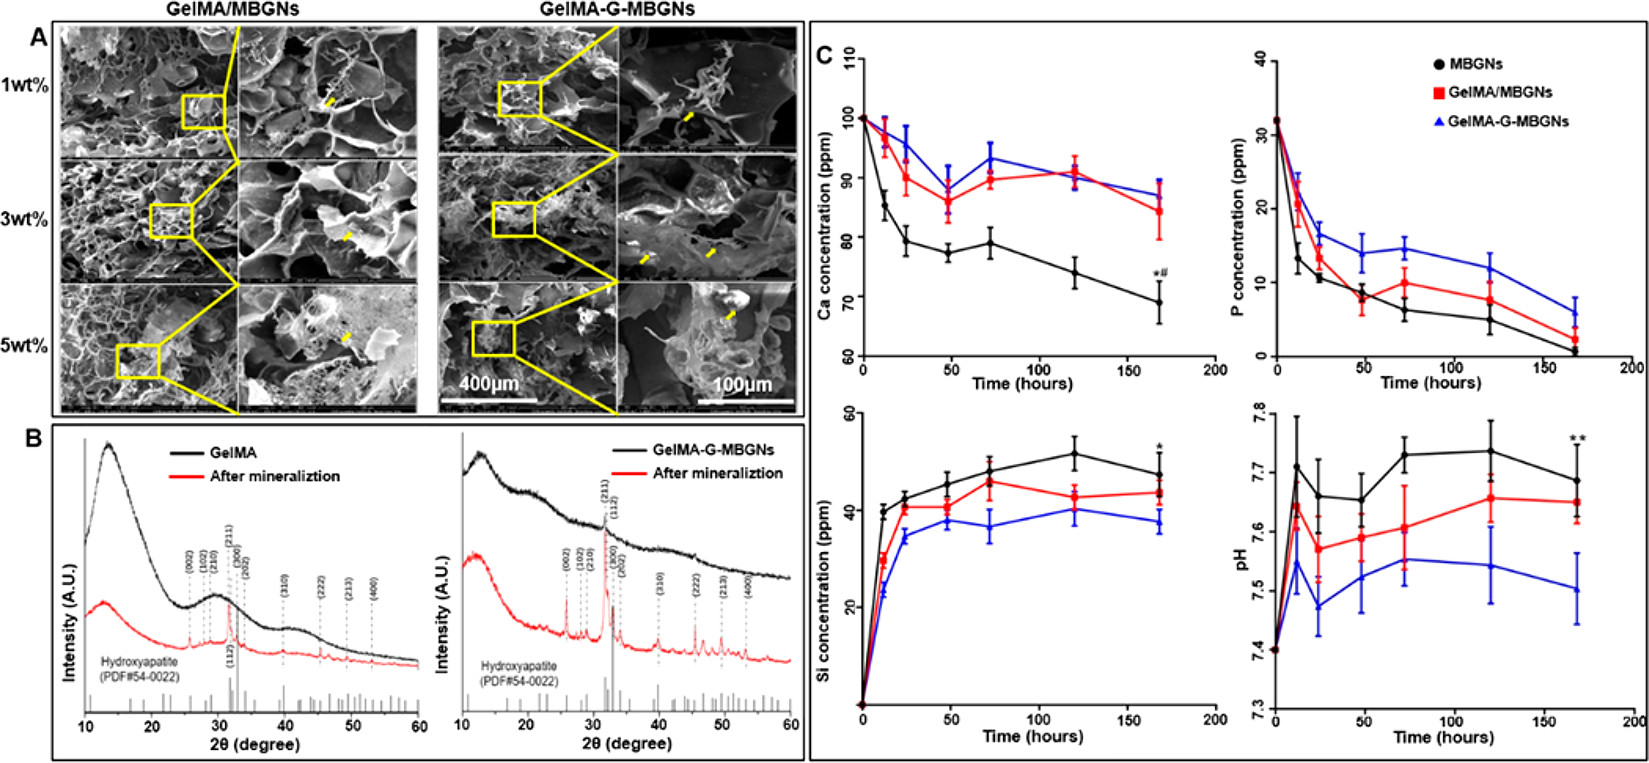 GelMA/MBGNs
GelMA-G-MBGNs
A
1wt%
3wt%
5wt%
400μm
100μm
B
GelMA
After mineraliztion
Intensity (A.U.)
(002)
(102)
(210)
(211)
(112)
(300)
(202)
(310)
(222)
(213)
(400)
Hydroxyapatite
(PDF#54-0022)
10 20 30 40 50 60
2θ (degree)
GelMA-G-MBGNs
After mineraliztion
Intensity (A.U.)
(002)
(102)
(210)
(211)
(112)
(300)
(202)
(310)
(222)
(213)
(400)
Hydroxyapatite
(PDF#54-0022)
10 20 30 40 50 60
2θ (degree)
C
Ca concentration (ppm)
110
100
90
80
70
60
*#
0 50 100 150 200
Time (hours)
P concentration (ppm)
40
30
20
10
0
MBGNs
GelMA/MBGNs
GelMA-G-MBGNs
0 50 100 150 200
Time (hours)
Si concentration (ppm)
60
40
20
*
0 50 100 150 200
Time (hours)
pH
7.8
7.7
7.6
7.5
7.4
7.3
**
0 50 100 150 200
Time (hours)